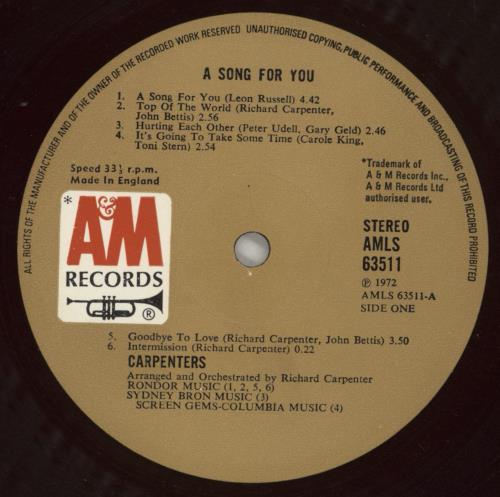 ALL RIGHTS OF THE MANUFACTURER AND OF THE OWNER OF THE RECORDED WORK RESERVED UNAUTHORISED COPYING, PUBLIC PERFORMANCE AND BROADCASTING OF THIS RECORD PROHIBITED
A SONG FOR YOU
1. A Song For You (Leon Russell) 4.42
2. Top Of The World (Richard Carpenter,
John Bettis) 2.56
3. Hurting Each Other (Peter Udell, Gary Geld) 2.46
4. It's Going To Take Some Time (Carole King,
Toni Stern) 2.54
Speed 33⅓ r.p.m.
Made in England
*Trademark of
A & M Records Inc.,
A & M Records Ltd
authorised user.
* A&M
RECORDS
®
STEREO
AMLS
63511
℗ 1972
AMLS 63511-A
SIDE ONE
5. Goodbye To Love (Richard Carpenter, John Bettis) 3.50
6. Intermission (Richard Carpenter) 0.22
CARPENTERS
Arranged and Orchestrated by Richard Carpenter
RONDOR MUSIC (1, 2, 5, 6)
SYDNEY BRON MUSIC (3)
SCREEN GEMS-COLUMBIA MUSIC (4)